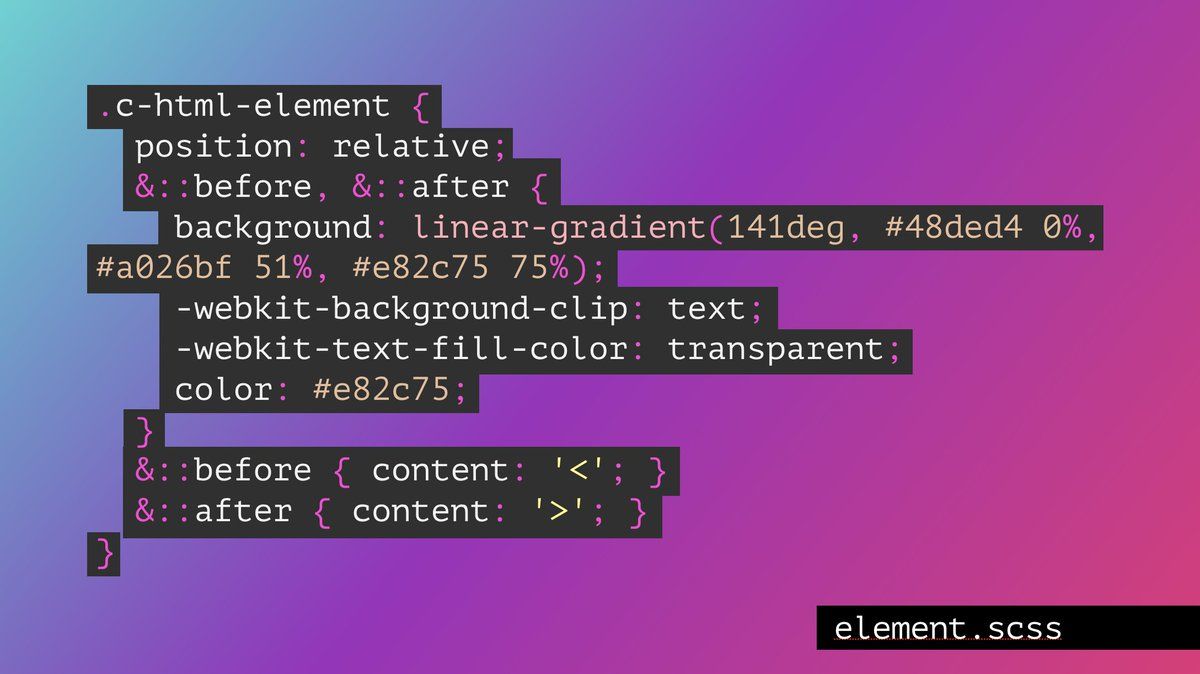 .c-html-element {
  position: relative;
  &::before, &::after {
    background: linear-gradient(141deg, #48ded4 0%,
#a026bf 51%, #e82c75 75%);
    -webkit-background-clip: text;
    -webkit-text-fill-color: transparent;
    color: #e82c75;
  }
  &::before { content: '<'; }
  &::after { content: '>'; }
}
element.scss